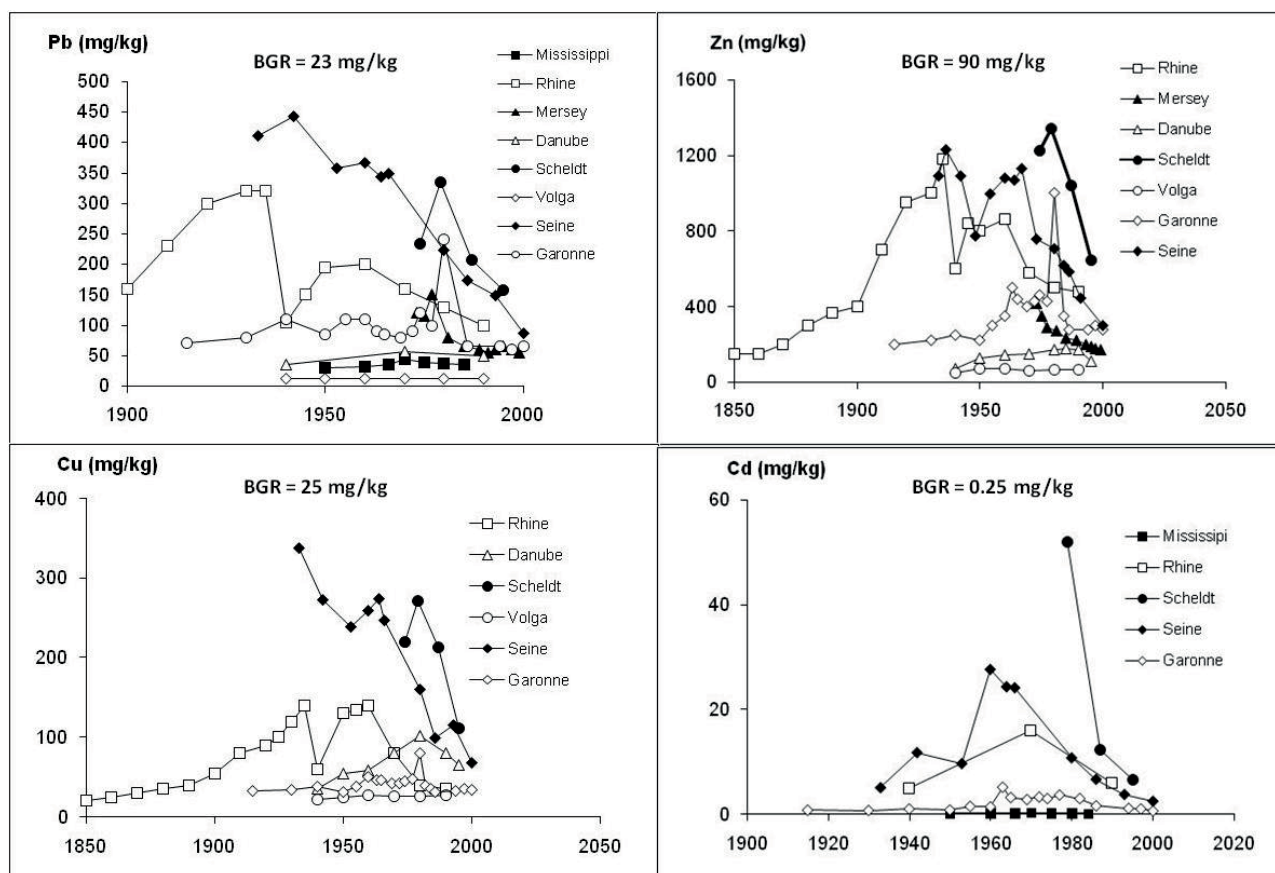 Pb (mg/kg)
BGR = 23 mg/kg
500
450
400
350
300
250
200
150
100
50
0
1900
1950
2000
Mississippi
Rhine
Mersey
Danube
Scheldt
Volga
Seine
Garonne
Zn (mg/kg)
BGR = 90 mg/kg
1600
1200
800
400
0
1850
1900
1950
2000
2050
Rhine
Mersey
Danube
Scheldt
Volga
Garonne
Seine
Cu (mg/kg)
BGR = 25 mg/kg
400
300
200
100
0
1850
1900
1950
2000
2050
Rhine
Danube
Scheldt
Volga
Seine
Garonne
Cd (mg/kg)
BGR = 0.25 mg/kg
60
40
20
0
1900
1920
1940
1960
1980
2000
2020
Mississipi
Rhine
Scheldt
Seine
Garonne